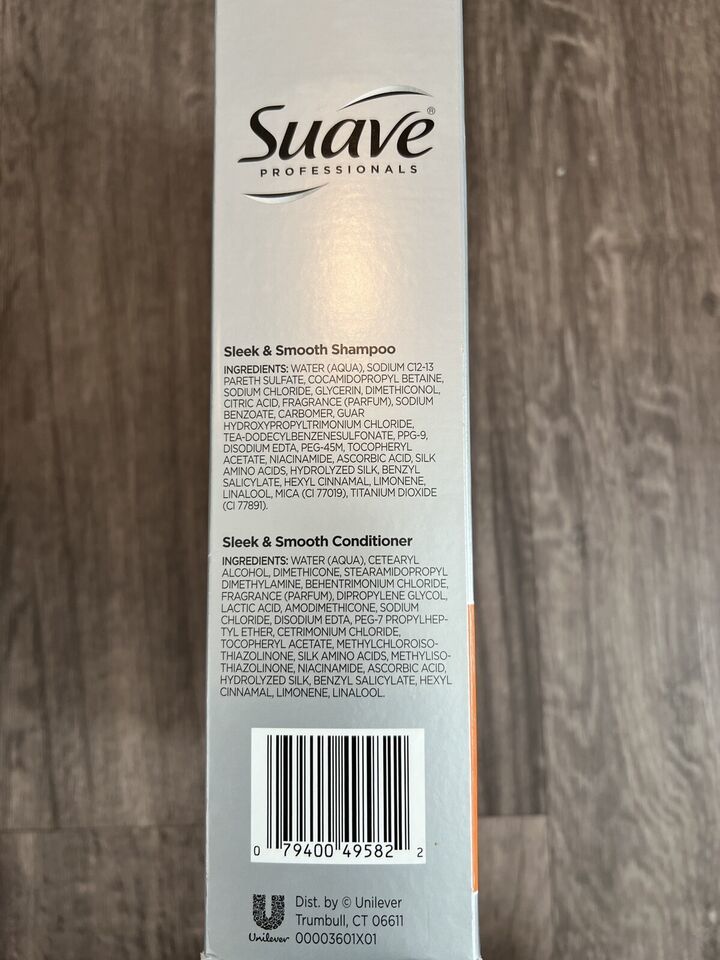 Suave®
PROFESSIONALS
Sleek & Smooth Shampoo
INGREDIENTS: WATER (AQUA), SODIUM C12-13
PARETH SULFATE, COCAMIDOPROPYL BETAINE,
SODIUM CHLORIDE, GLYCERIN, DIMETHICONOL,
CITRIC ACID, FRAGRANCE (PARFUM), SODIUM
BENZOATE, CARBOMER, GUAR
HYDROXYPROPYLTRIMONIUM CHLORIDE,
TEA-DODECYLBENZENESULFONATE, PPG-9,
DISODIUM EDTA, PEG-45M, TOCOPHERYL
ACETATE, NIACINAMIDE, ASCORBIC ACID, SILK
AMINO ACIDS, HYDROLYZED SILK, BENZYL
SALICYLATE, HEXYL CINNAMAL, LIMONENE,
LINALOOL, MICA (CI 77019), TITANIUM DIOXIDE
(CI 77891).
Sleek & Smooth Conditioner
INGREDIENTS: WATER (AQUA), CETEARYL
ALCOHOL, DIMETHICONE, STEARAMIDOPROPYL
DIMETHYLAMINE, BEHENTRIMONIUM CHLORIDE,
FRAGRANCE (PARFUM), DIPROPYLENE GLYCOL,
LACTIC ACID, AMODIMETHICONE, SODIUM
CHLORIDE, DISODIUM EDTA, PEG-7 PROPYLHEP-
TYL ETHER, CETRIMONIUM CHLORIDE,
TOCOPHERYL ACETATE, METHYLCHLOROISO-
THIAZOLINONE, SILK AMINO ACIDS, METHYLISO-
THIAZOLINONE, NIACINAMIDE, ASCORBIC ACID,
HYDROLYZED SILK, BENZYL SALICYLATE, HEXYL
CINNAMAL, LIMONENE, LINALOOL.
0 79400 49582 2
Dist. by © Unilever
Trumbull, CT 06611
Unilever 00003601X01